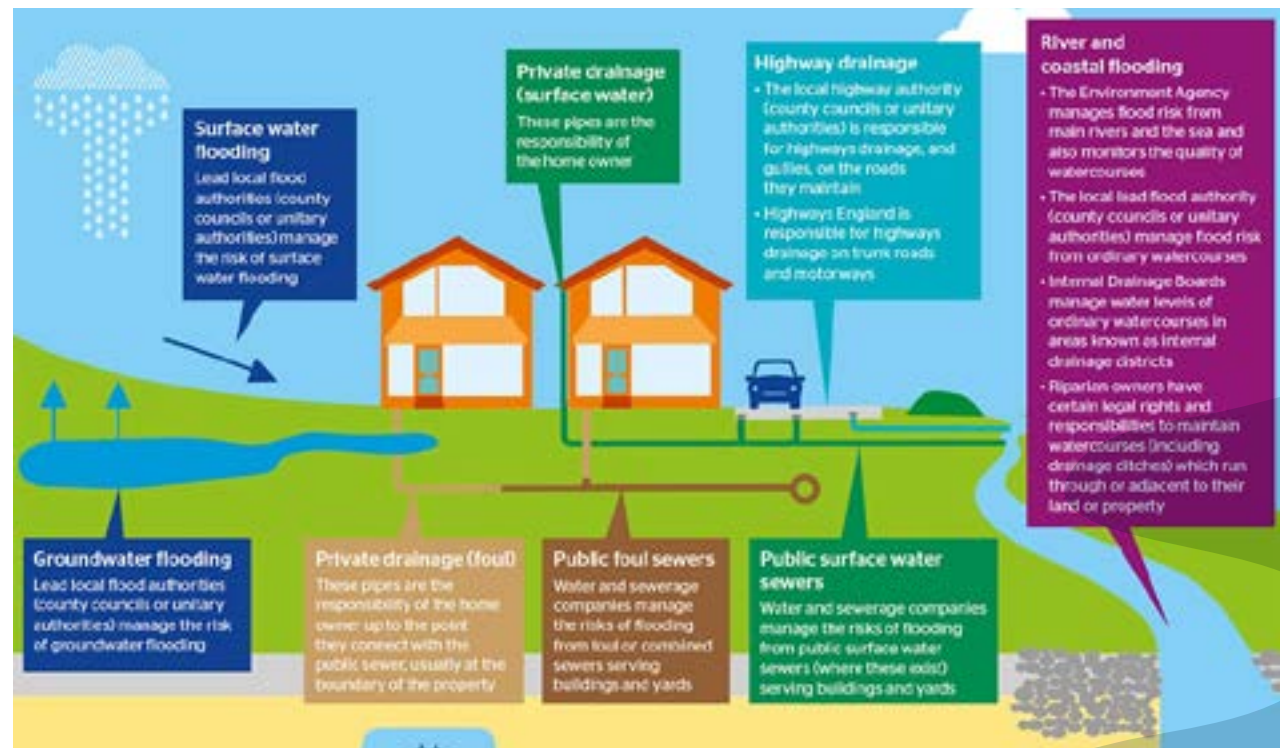 Surface water
flooding
Lead local flood
authorities (county
councils or unitary
authorities) manage
the risk of surface
water flooding
Private drainage
(surface water)
These pipes are the
responsibility of
the home owner
Highway drainage
• The local highway authority
(county councils or unitary
authorities) is responsible
for highways drainage, and
gullies, on the roads
they maintain
• Highways England is
responsible for highways
drainage on trunk roads
and motorways
River and
coastal flooding
• The Environment Agency
manages flood risk from
main rivers and the sea and
also monitors the quality of
watercourses
• The local lead flood authority
(county councils or unitary
authorities) manage flood risk
from ordinary watercourses
• Internal Drainage Boards
manage water levels of
ordinary watercourses in
areas known as internal
drainage districts
• Riparian owners have
certain legal rights and
responsibilities to maintain
watercourses (including
drainage ditches) which run
through or adjacent to their
land or property
Groundwater flooding
Lead local flood authorities
(county councils or unitary
authorities) manage the risk
of groundwater flooding
Private drainage (foul)
These pipes are the
responsibility of the home
owner up to the point
they connect with the
public sewer, usually at the
boundary of the property
Public foul sewers
Water and sewerage
companies manage
the risks of flooding
from foul or combined
sewers serving
buildings and yards
Public surface water
sewers
Water and sewerage companies
manage the risks of flooding
from public surface water
sewers (where these exist)
serving buildings and yards